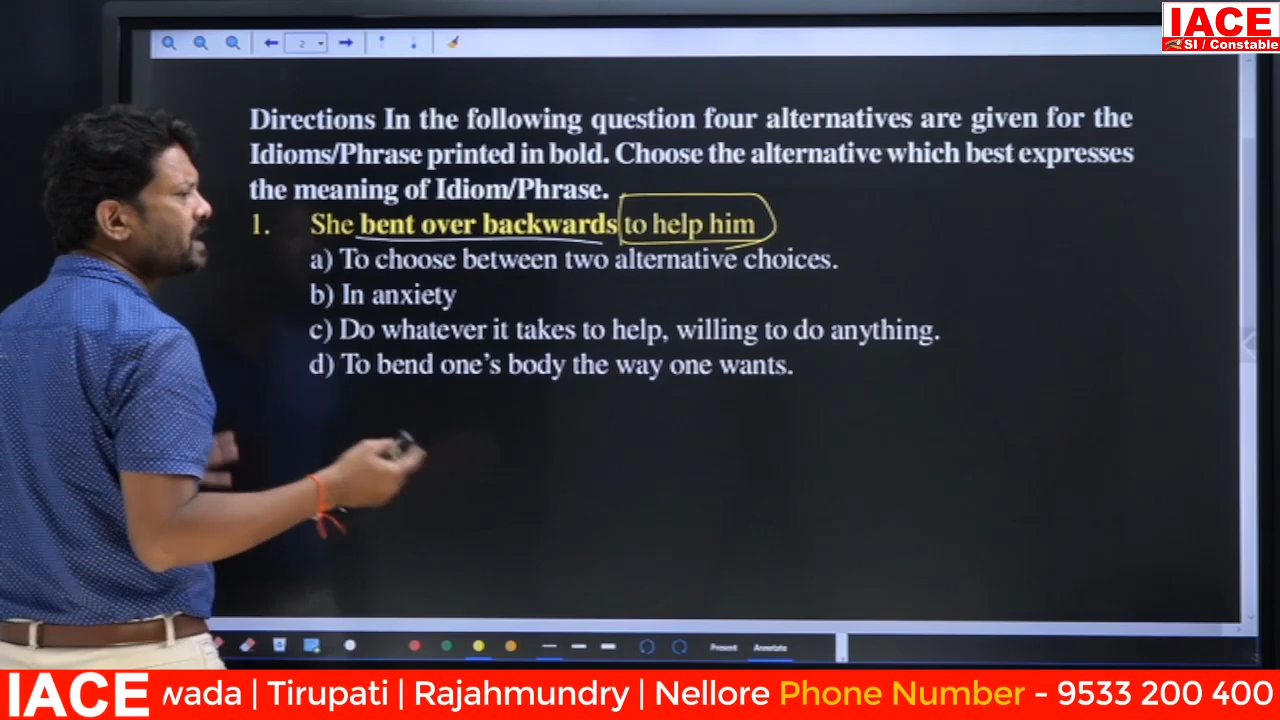 IACE
SI / Constable
2
Directions In the following question four alternatives are given for the
Idioms/Phrase printed in bold. Choose the alternative which best expresses
the meaning of Idiom/Phrase.
1. She bent over backwards to help him
a) To choose between two alternative choices.
b) In anxiety
c) Do whatever it takes to help, willing to do anything.
d) To bend one's body the way one wants.
Present Annotate
IACE wada | Tirupati | Rajahmundry | Nellore Phone Number - 9533 200 400